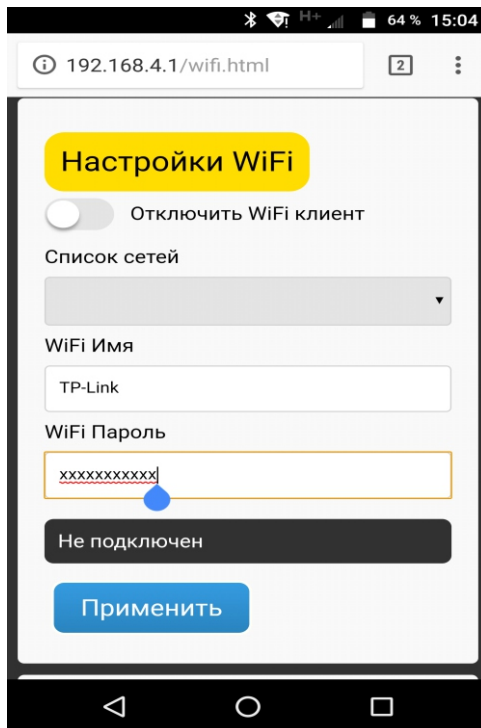 H+ 64 % 15:04
192.168.4.1/wifi.html 2
Настройки WiFi
Отключить WiFi клиент
Список сетей
WiFi Имя
TP-Link
WiFi Пароль
xxxxxxxxxxx
Не подключен
Применить